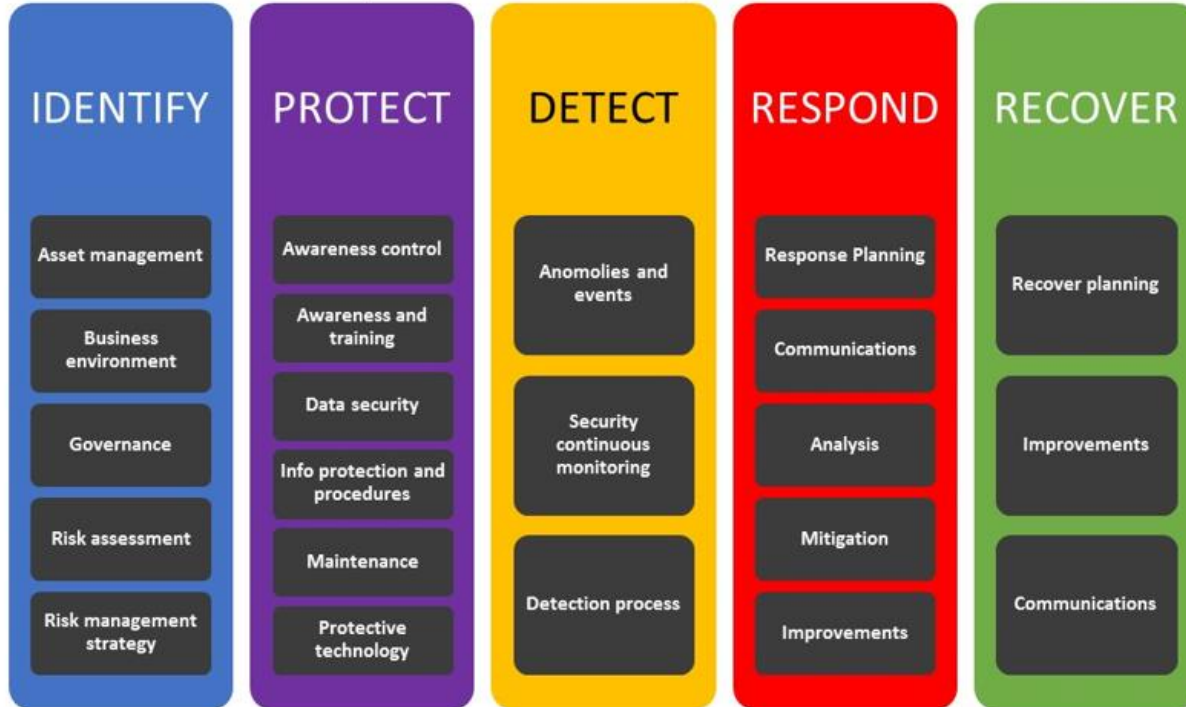 IDENTIFY
Asset management
Business
environment
Governance
Risk assessment
Risk management
strategy
PROTECT
Awareness control
Awareness and
training
Data security
Info protection and
procedures
Maintenance
Protective
technology
DETECT
Anomolies and
events
Security
continuous
monitoring
Detection process
RESPOND
Response Planning
Communications
Analysis
Mitigation
Improvements
RECOVER
Recover planning
Improvements
Communications